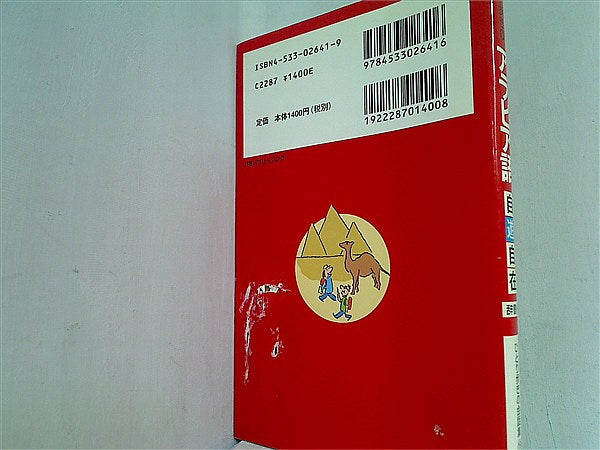 ISBN4-533-02641-9
C2287 ¥1400E
定価 本体1400円(税別)
9784533026416
1922287014008
アラビア語
自遊自在